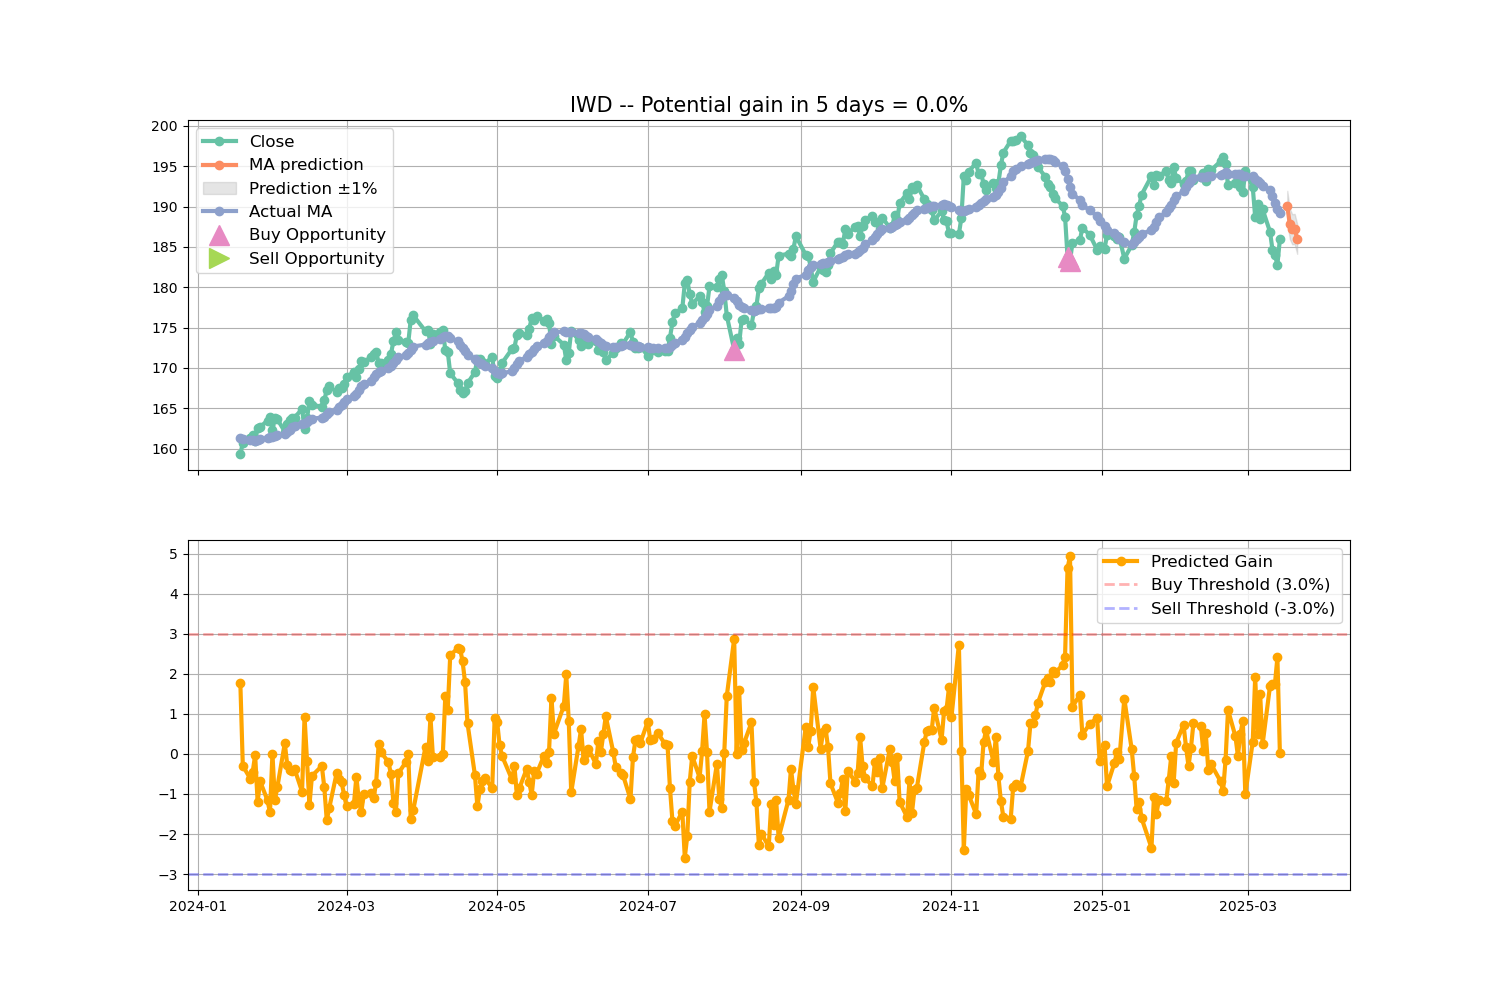 IWD -- Potential gain in 5 days = 0.0%
200
195
190
185
180
175
170
165
160
Close
MA prediction
Prediction ±1%
Actual MA
Buy Opportunity
Sell Opportunity
5
4
3
2
1
0
−1
−2
−3
Predicted Gain
Buy Threshold (3.0%)
Sell Threshold (-3.0%)
2024-01 2024-03 2024-05 2024-07 2024-09 2024-11 2025-01 2025-03